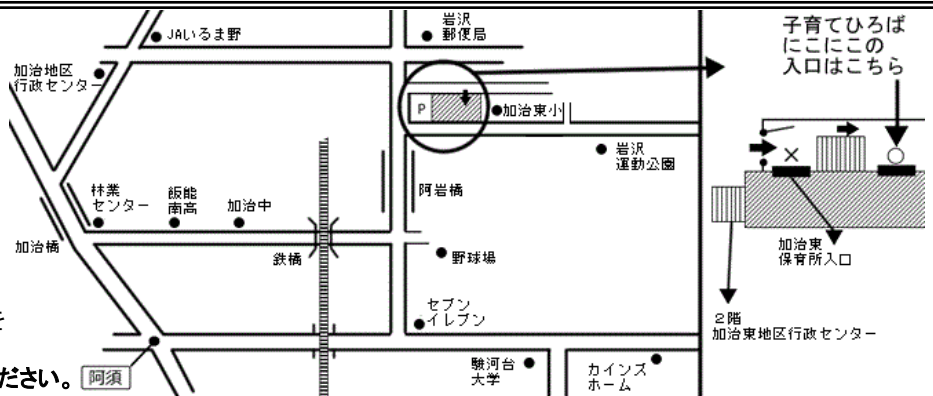 JAいるま野
岩沢
郵便局
加治地区
行政センター
P
加治東小
岩沢
運動公園
阿岩橋
林業
センター
飯能
南高
加治中
加治橋
鉄橋
野球場
セブン
イレブン
ださい。
阿須
駿河台
大学
カインズ
ホーム
子育てひろば
にこにこの
入口はこちら
×
○
加治東
保育所入口
2階
加治東地区行政センター